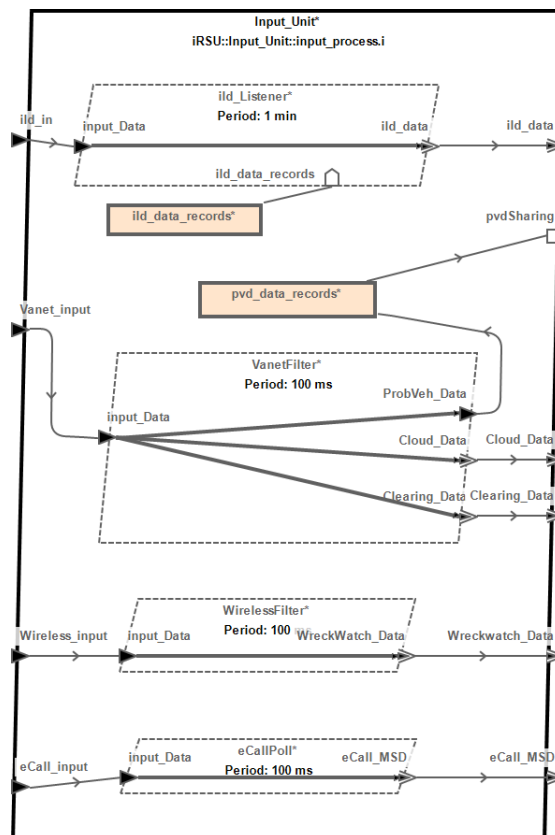 Input_Unit*
iRSU::Input_Unit::input_process.i
ild_Listener*
Period: 1 min
ild_in
input_Data
ild_data
ild_data
ild_data_records
ild_data_records*
pvdSharing
pvd_data_records*
Vanet_input
VanetFilter*
Period: 100 ms
ProbVeh_Data
input_Data
Cloud_Data
Cloud_Data
Clearing_Data
Clearing_Data
WirelessFilter*
Period: 100 ms
Wireless_input
input_Data
WreckWatch_Data
Wreckwatch_Data
eCallPoll*
Period: 100 ms
eCall_input
input_Data
eCall_MSD
eCall_MSD